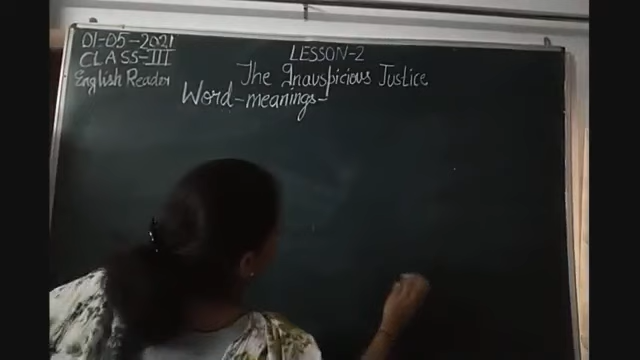 01-05-2021
CLASS-III
English Reader
LESSON-2
The Inauspicious Justice
Word-meanings-